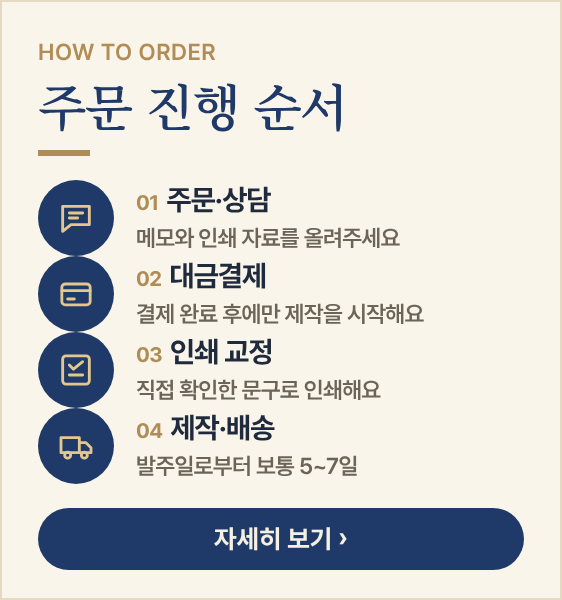 HOW TO ORDER
주문 진행 순서
01 주문·상담
메모와 인쇄 자료를 올려주세요
02 대금결제
결제 완료 후에만 제작을 시작해요
03 인쇄 교정
직접 확인한 문구로 인쇄해요
04 제작·배송
발주일로부터 보통 5~7일
자세히 보기 ›